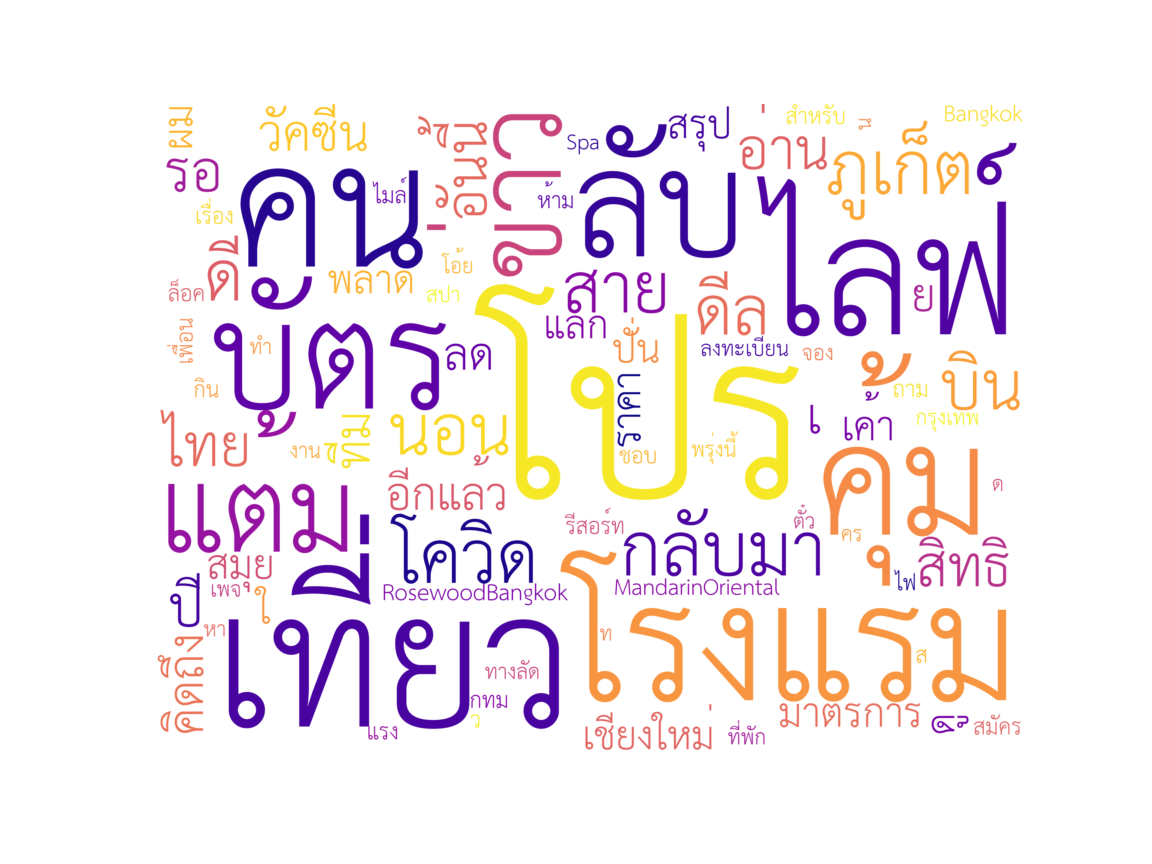 ผม
วัคซีน
รอ
เรื่อง
คน
ไมล์
อันนี้
ข่าว
Spa
ห้าม
ลับ
สรุป
อ่าน
สำหรับ
Bangkok
ภูเก็ต
ไลฟ์
ดี
ล็อค
พลาด
โอ้ย
สปา
สาย
ดีล
ย
เพื่อน
ทำ
บัตร
ลด
แลก
ปั่น
ลงทะเบียน
จอง
บิน
กิน
โปร
ราคา
ชอบ
พรุ่งนี้
ถาม
กรุงเทพ
เค้า
ไทย
งาน
ทีม
นอน
คุ้ม
แต้ม
อีกแล้ว
ด
รีสอร์ท
ตั๋ว
คร
สมุย
เพจ
โควิด
กลับมา
ไฟ
สิทธิ
ปี
RosewoodBangkok
MandarinOriental
หา
คิดถึง
เที่ยว
ทางลัด
กทม
ว
แรง
โรงแรม
ท
ส
เชียงใหม่
ที่พัก
มาตรการ
สมัคร